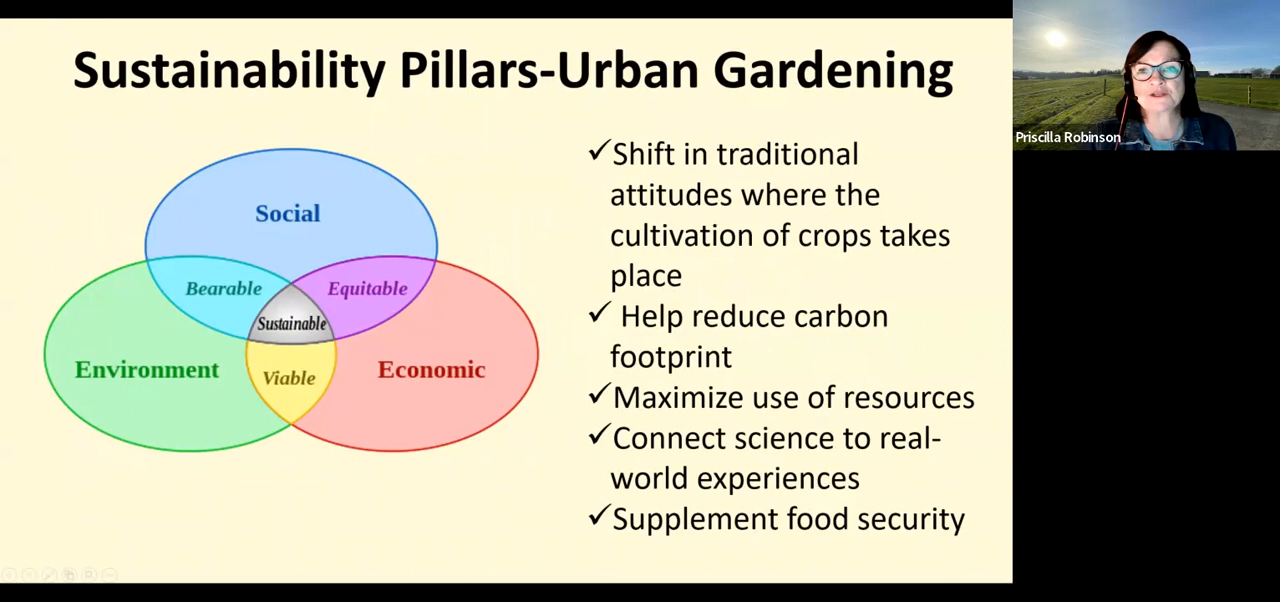 Sustainability Pillars-Urban Gardening
Social
Bearable
Equitable
Sustainable
Environment
Viable
Economic
✓Shift in traditional
attitudes where the
cultivation of crops takes
place
✓ Help reduce carbon
footprint
✓Maximize use of resources
✓Connect science to real-
world experiences
✓Supplement food security
Priscilla Robinson